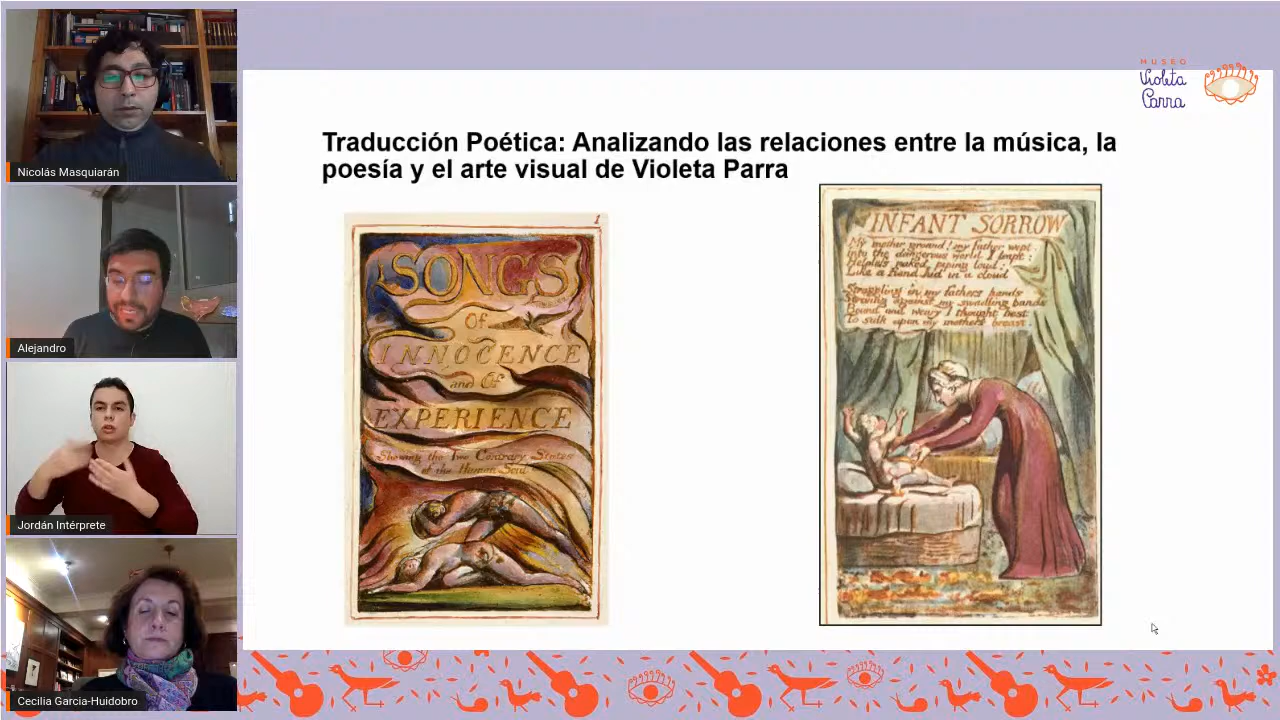 Nicolás Masquiarán
Alejandro
Jordán Intérprete
Cecilia Garcia-Huidobro
MUSEO
Violeta
Parra
Traducción Poética: Analizando las relaciones entre la música, la
poesía y el arte visual de Violeta Parra
1
SONGS
Of
INNOCENCE
and Of
EXPERIENCE
Shewing the Two Contrary States
of the Human Soul
INFANT SORROW
My mother groand! my father wept
Into the dangerous world I leapt:
Helpless naked, piping loud;
Like a fiend hid in a cloud
Struggling in my fathers hands
Striving against my swadling bands
Bound and weary I thought best
To sulk upon my mothers breast.